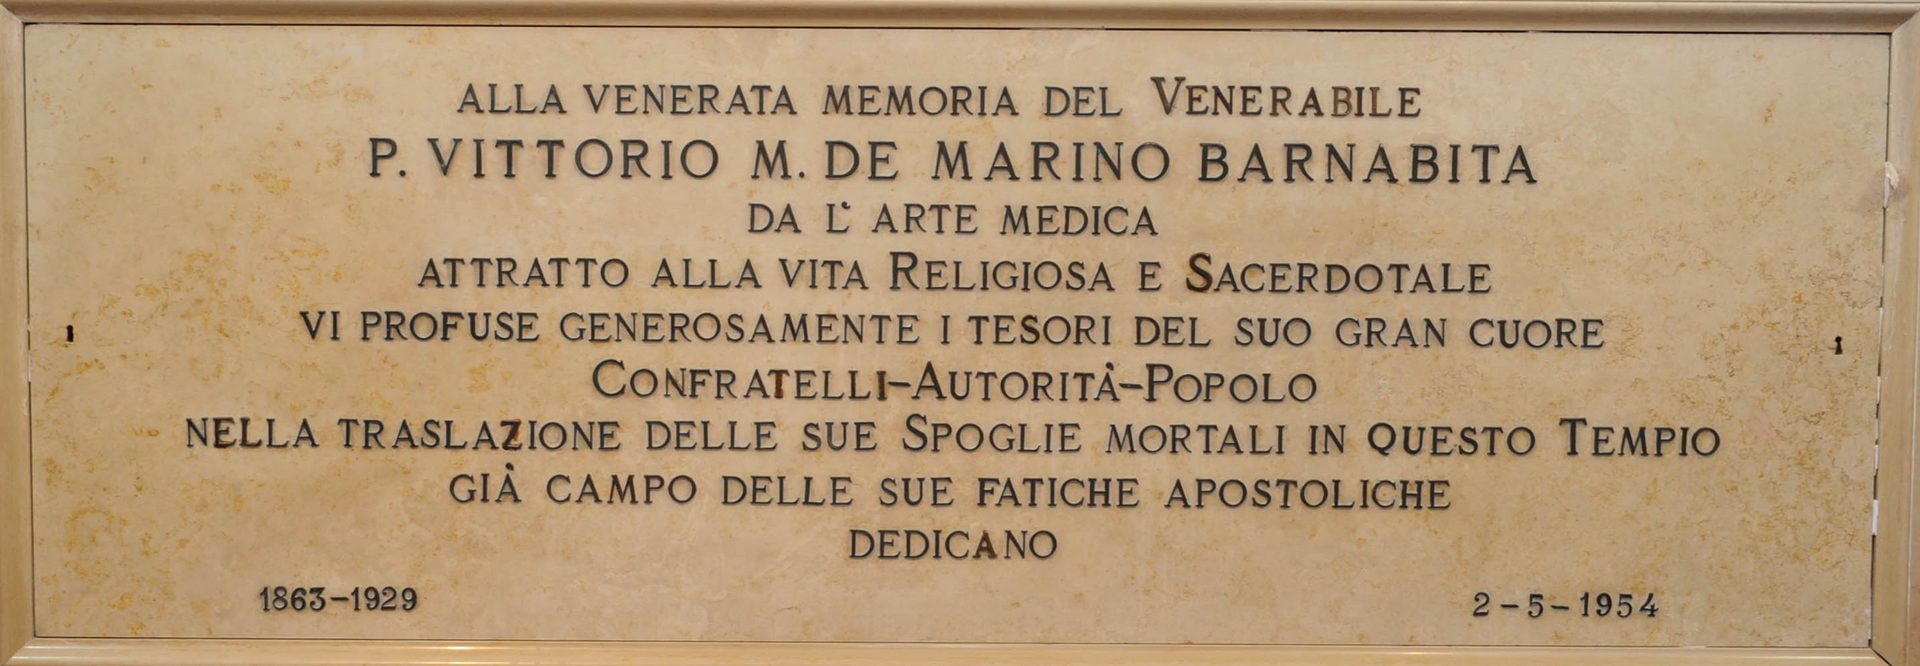 ALLA VENERATA MEMORIA DEL VENERABILE
P. VITTORIO M. DE MARINO BARNABITA
DA L' ARTE MEDICA
ATTRATTO ALLA VITA RELIGIOSA E SACERDOTALE
VI PROFUSE GENEROSAMENTE I TESORI DEL SUO GRAN CUORE
CONFRATELLI-AUTORITÀ-POPOLO
NELLA TRASLAZIONE DELLE SUE SPOGLIE MORTALI IN QUESTO TEMPIO
GIÀ CAMPO DELLE SUE FATICHE APOSTOLICHE
DEDICANO
1863-1929 2-5-1954